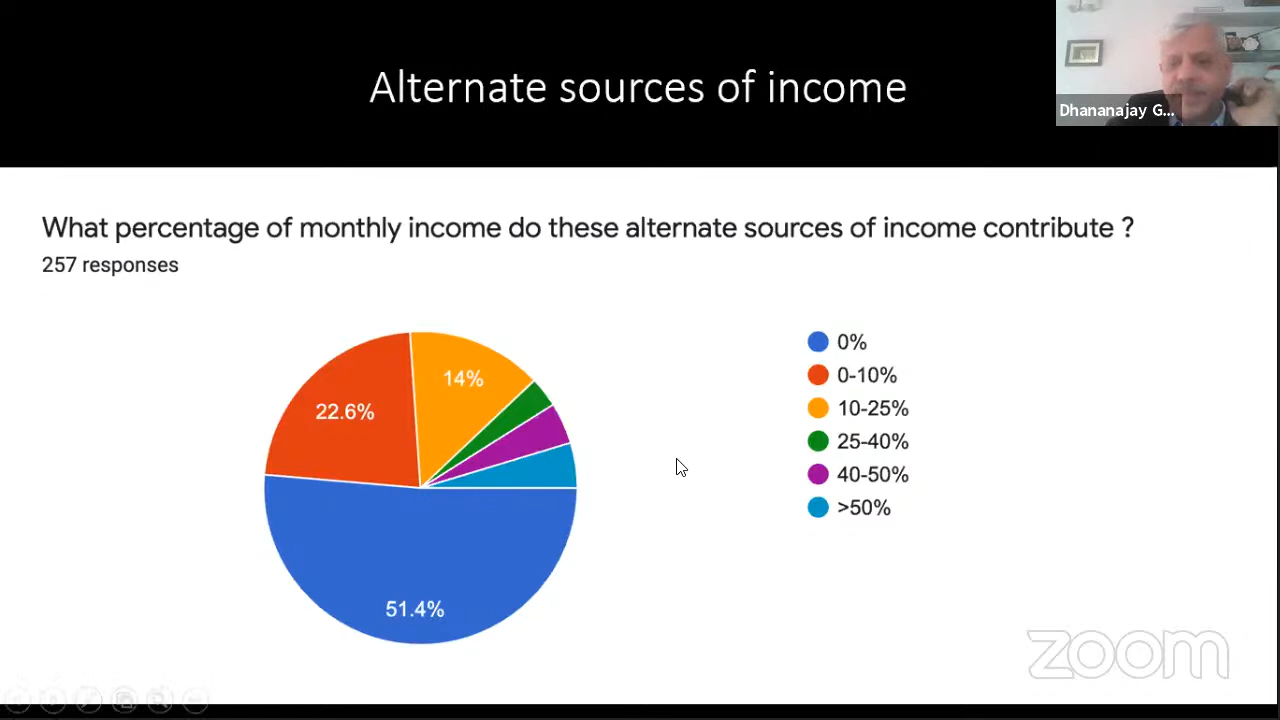 Alternate sources of income
Dhananajay G...
What percentage of monthly income do these alternate sources of income contribute ?
257 responses
14%
22.6%
51.4%
0%
0-10%
10-25%
25-40%
40-50%
>50%
zoom